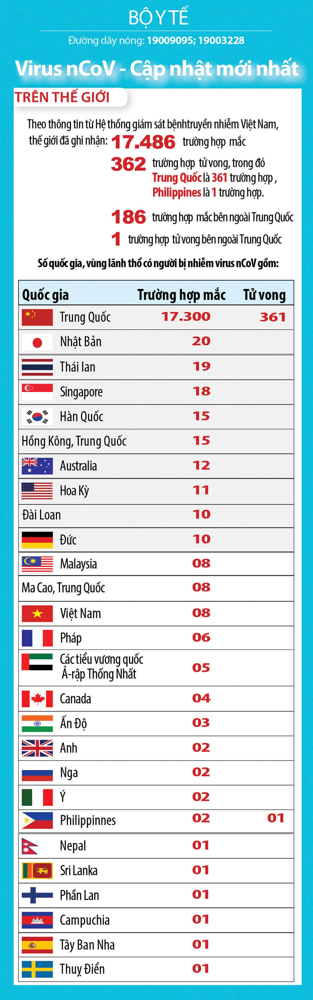 BỘ Y TẾ
Đường dây nóng: 19009095; 19003228
Virus nCoV - Cập nhật mới nhất
TRÊN THẾ GIỚI
Theo thông tin từ Hệ thống giám sát bệnhtruyền nhiễm Việt Nam,
thế giới đã ghi nhận: 17.486 trường hợp mắc
362 trường hợp tử vong, trong đó
Trung Quốc là 361 trường hợp ,
Philippines là 1 trường hợp.
186 trường hợp mắc bên ngoài Trung Quốc
1 trường hợp tử vong bên ngoài Trung Quốc
Số quốc gia, vùng lãnh thổ có người bị nhiễm virus nCoV gồm:
Quốc gia Trường hợp mắc Tử vong
Trung Quốc 17.300 361
Nhật Bản 20
Thái lan 19
Singapore 18
Hàn Quốc 15
Hồng Kông, Trung Quốc 15
Australia 12
Hoa Kỳ 11
Đài Loan 10
Đức 10
Malaysia 08
Ma Cao, Trung Quốc 08
Việt Nam 08
Pháp 06
Các tiểu vương quốc
Ả-rập Thống Nhất 05
Canada 04
Ấn Độ 03
Anh 02
Nga 02
Ý 02
Philippinnes 02 01
Nepal 01
Sri Lanka 01
Phần Lan 01
Campuchia 01
Tây Ban Nha 01
Thuỵ Điển 01